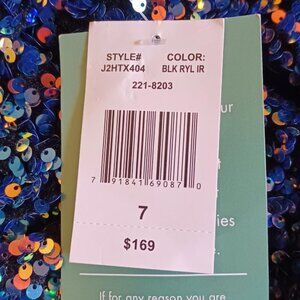 STYLE# COLOR:
J2HTX404 BLK RYL IR
221-8203
7 91841 69087 0
7
$169
If for any reason you are